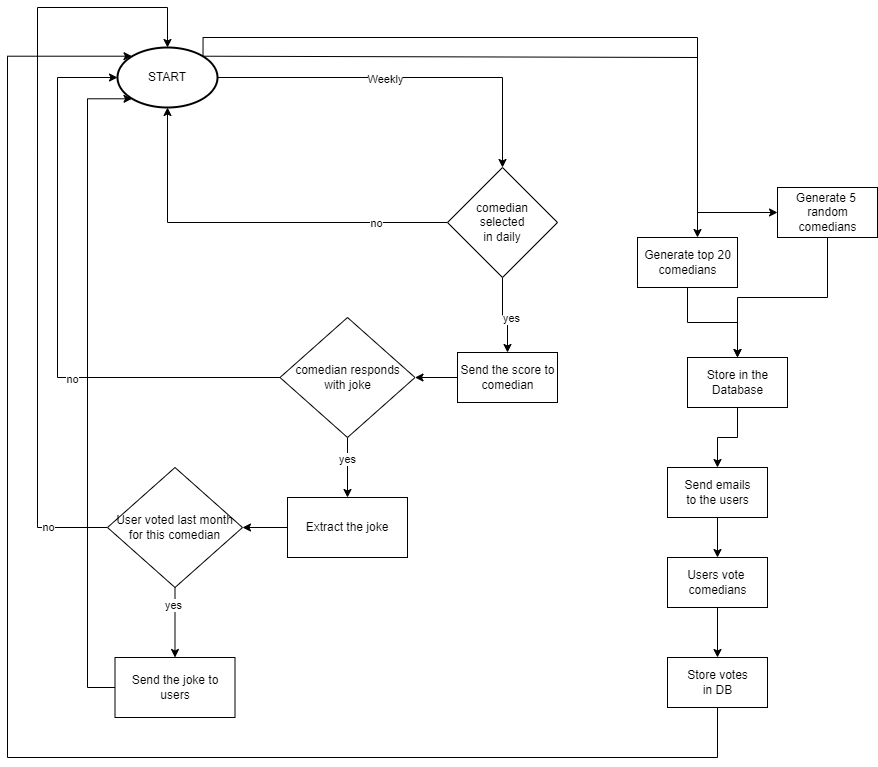 START
Weekly
comedian
selected
in daily
no
yes
Generate 5
random
comedians
Generate top 20
comedians
Send the score to
comedian
comedian responds
with joke
no
yes
Store in the
Database
Extract the joke
User voted last month
for this comedian
no
yes
Send emails
to the users
Users vote
comedians
Send the joke to
users
Store votes
in DB